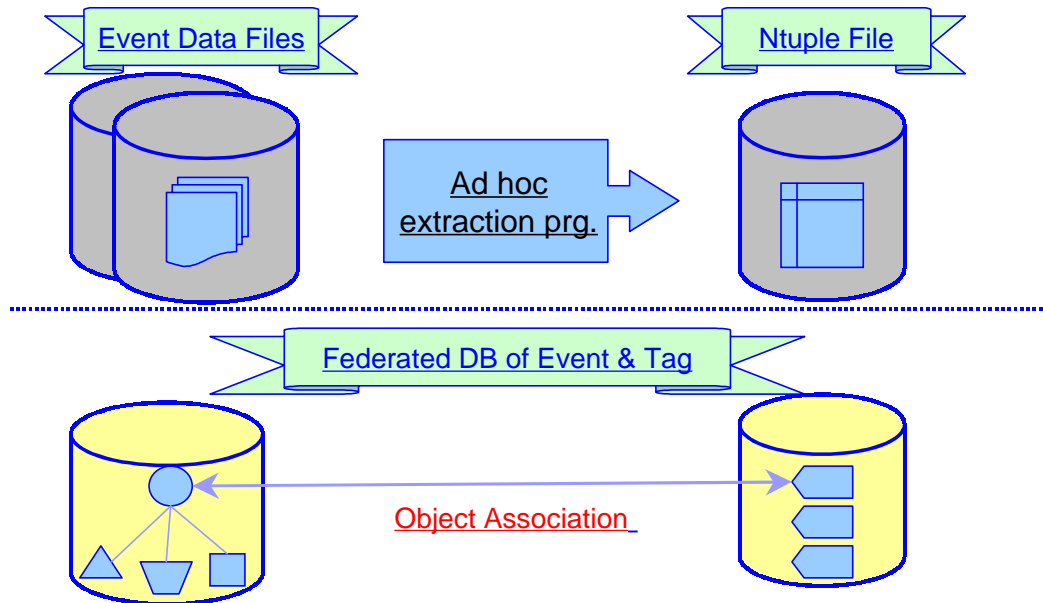 Event Data Files
Ntuple File
Ad hoc
extraction prg.
Federated DB of Event & Tag
Object Association